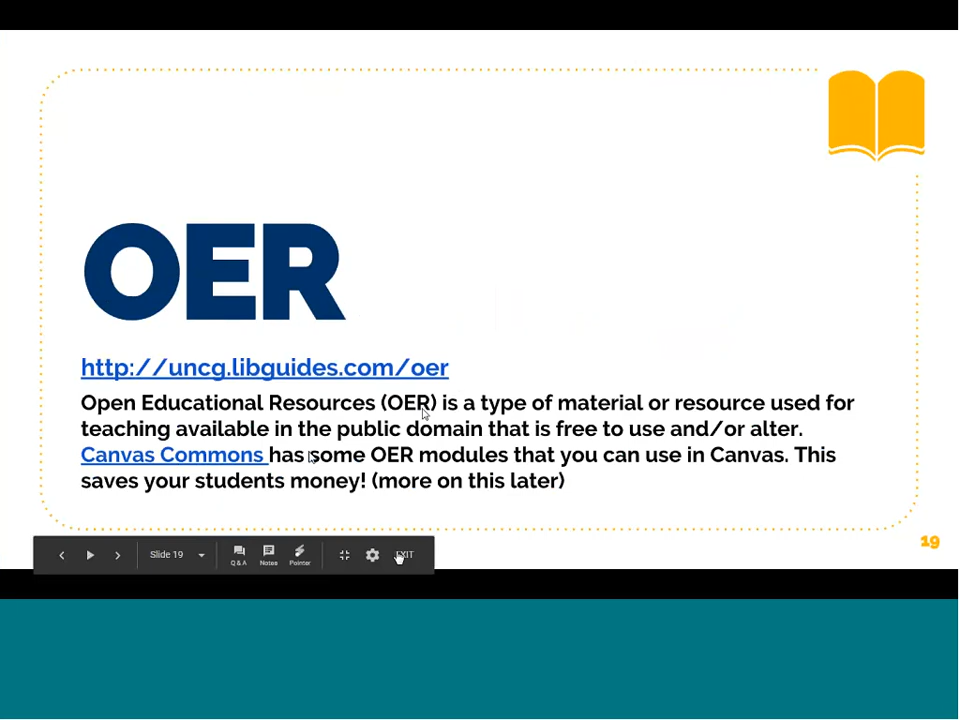 OER
http://uncg.libguides.com/oer
Open Educational Resources (OER) is a type of material or resource used for
teaching available in the public domain that is free to use and/or alter.
Canvas Commons has some OER modules that you can use in Canvas. This
saves your students money! (more on this later)
19
Slide 19
Q&A
Notes
Pointer
EXIT